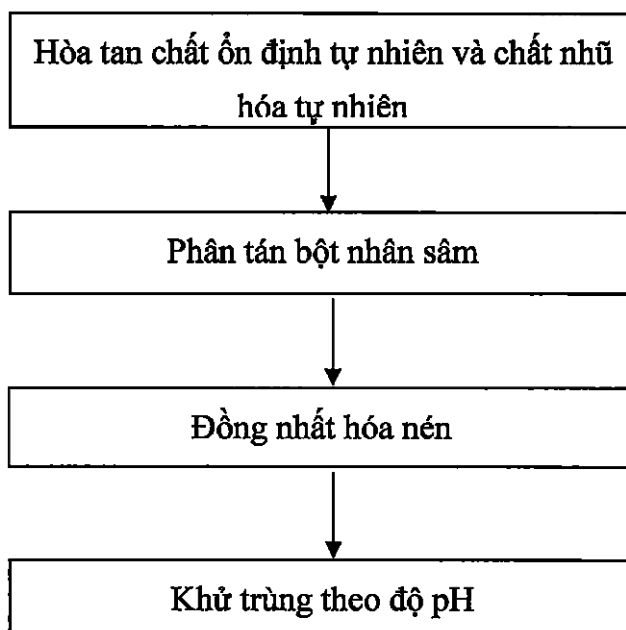 Hòa tan chất ổn định tự nhiên và chất nhũ
hóa tự nhiên
Phân tán bột nhân sâm
Đồng nhất hóa nén
Khử trùng theo độ pH